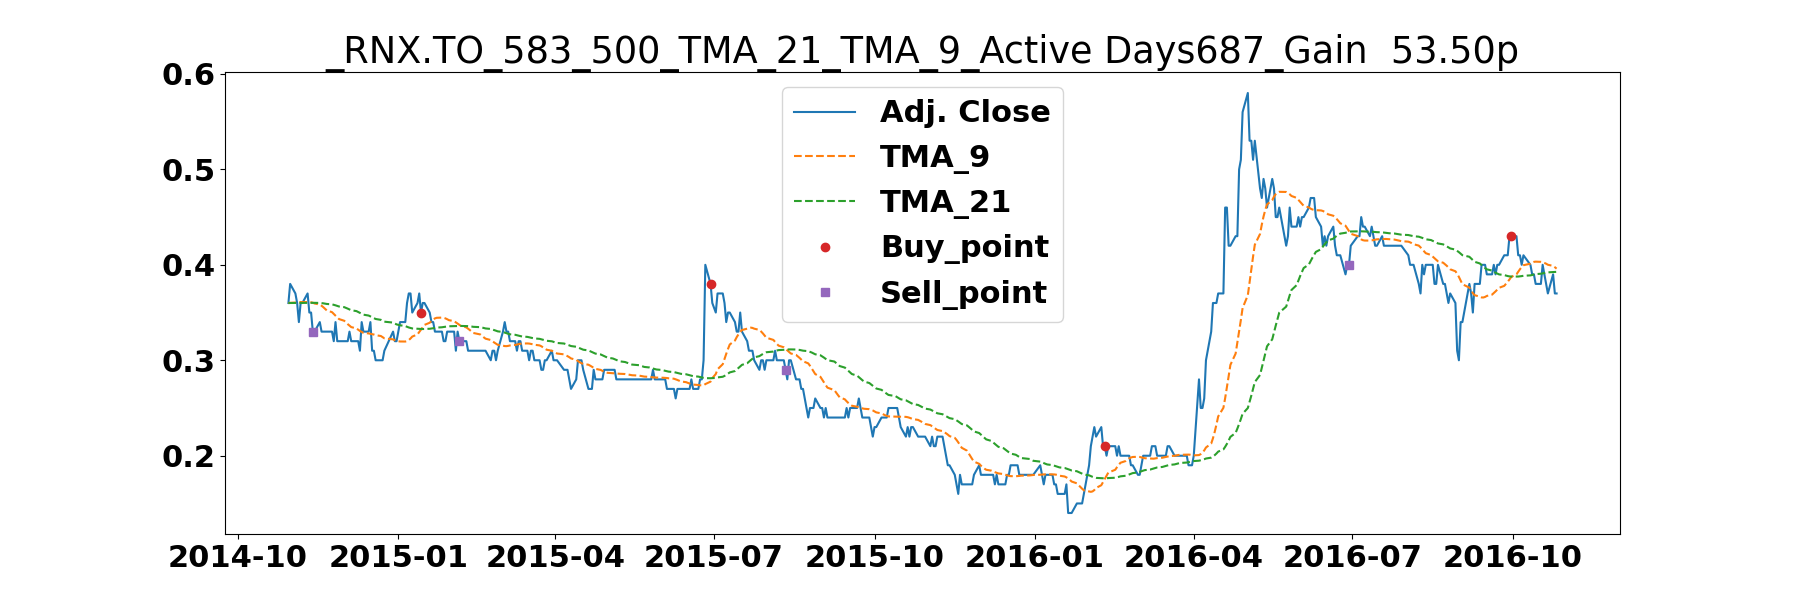 _RNX.TO_583_500_TMA_21_TMA_9_Active Days687_Gain  53.50p
0.6
0.5
0.4
0.3
0.2
Adj. Close
TMA_9
TMA_21
Buy_point
Sell_point
2014-10 2015-01 2015-04 2015-07 2015-10 2016-01 2016-04 2016-07 2016-10